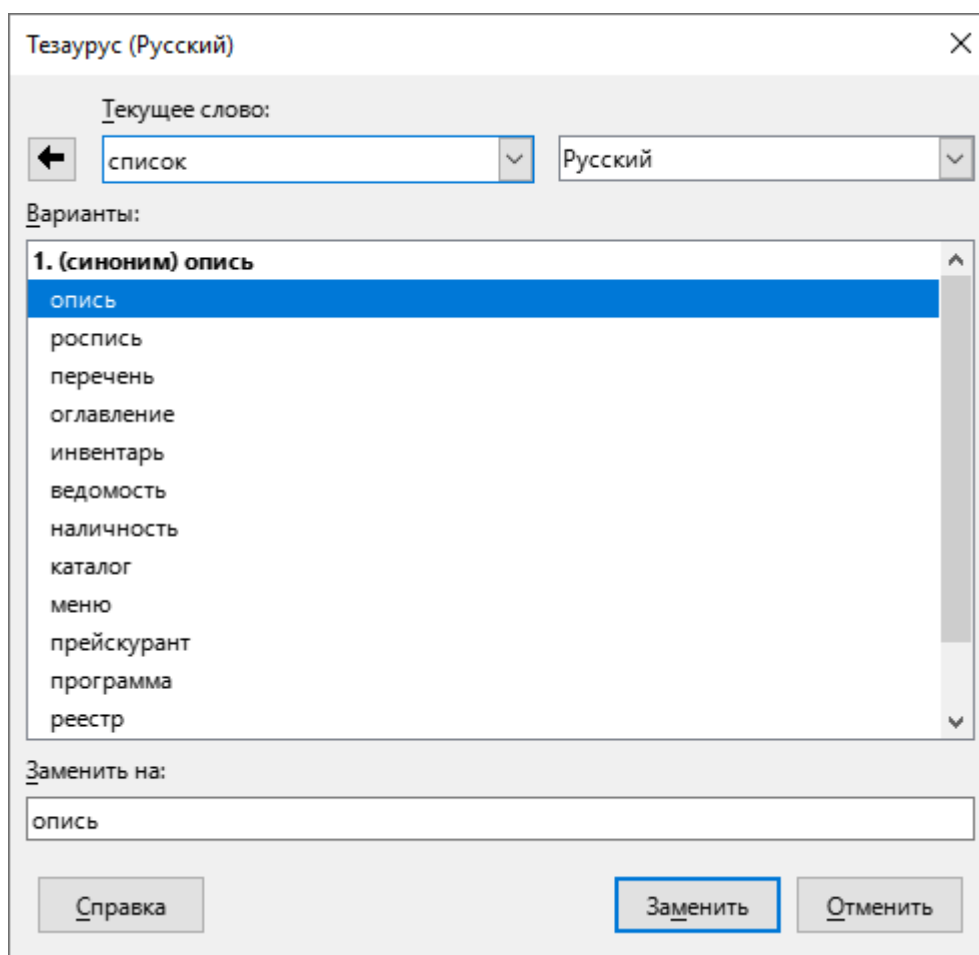 Тезаурус (Русский)
Текущее слово:
список Русский
Варианты:
1. (синоним) опись
опись
роспись
перечень
оглавление
инвентарь
ведомость
наличность
каталог
меню
прейскурант
программа
реестр
Заменить на:
опись
Справка Заменить Отменить